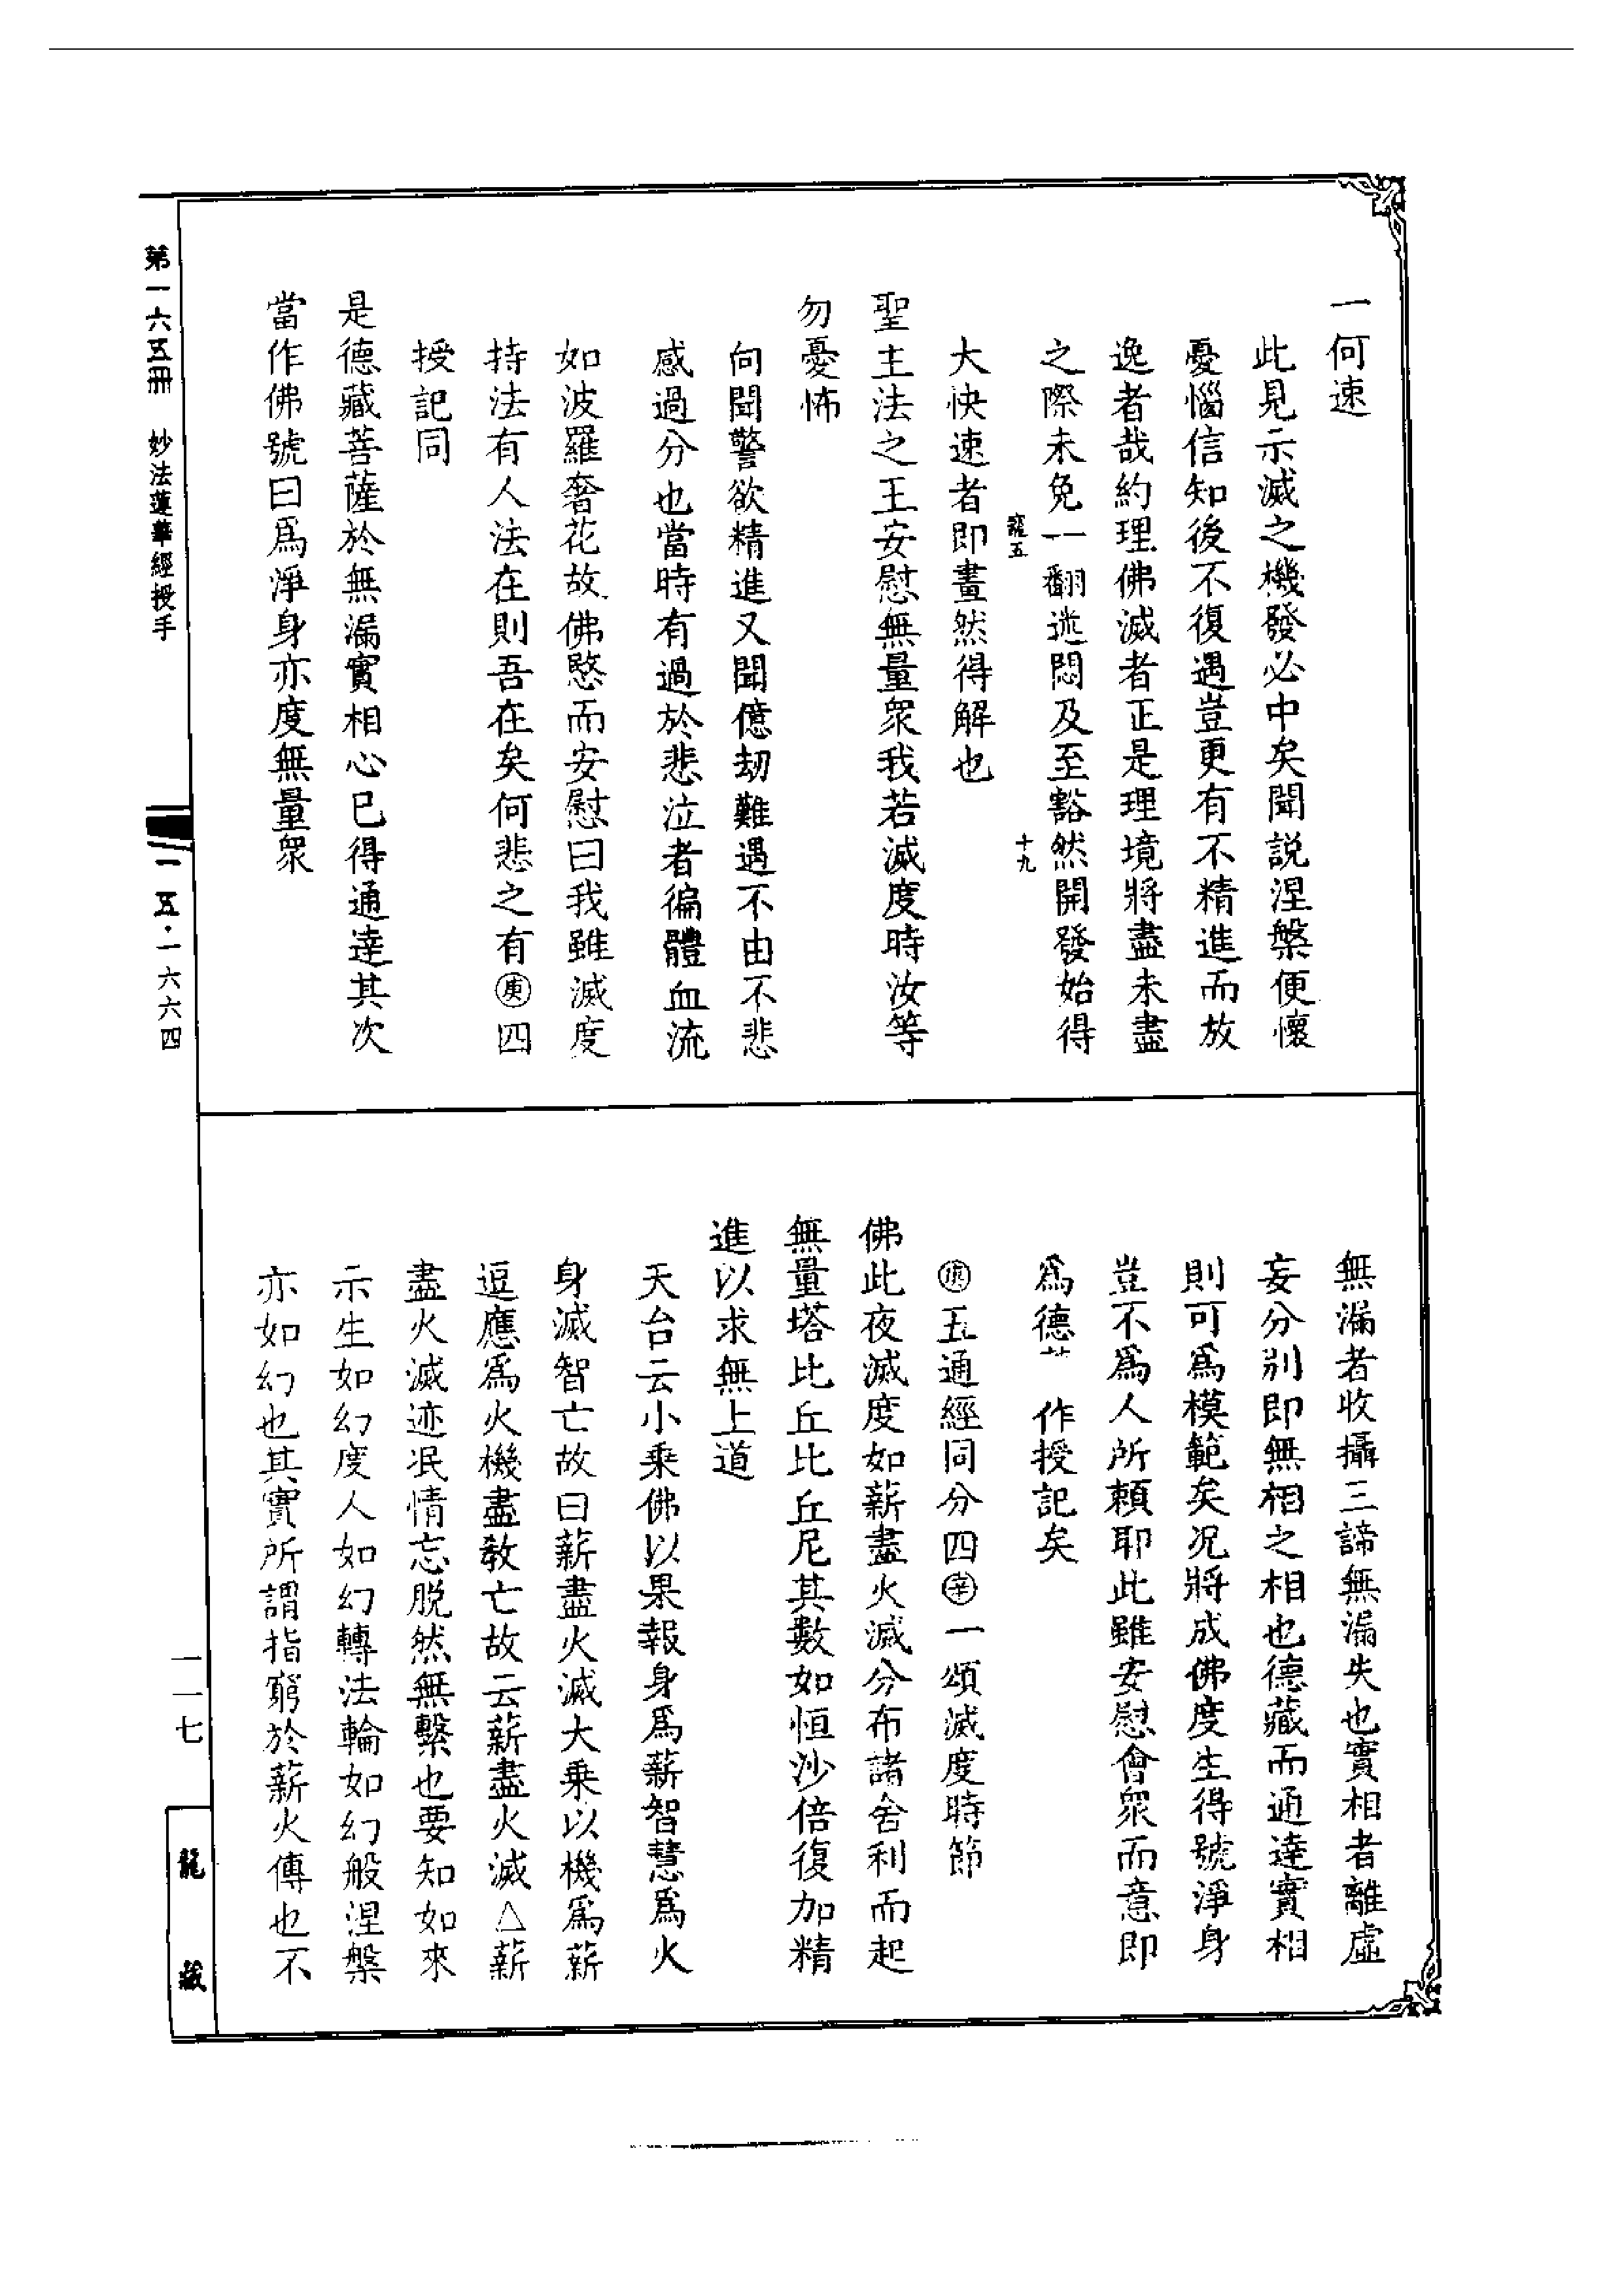 一何速
此見示滅之機發必中矣聞説涅槃便懷
憂惱信知後不復遇豈更有不精進而放
逸者哉約理佛滅者正是理境將盡未盡
之際未免一翻迷悶及至豁然開發始得
龍五
十九
大快速者即晝然得解也
聖主法之王安慰無量衆我若滅度時汝等
勿憂怖
向聞警欲精進又聞億劫難遇不由不悲
感過分也當時有過於悲泣者徧體血流
如波羅奢花故佛愍而安慰曰我雖滅度
持法有人法在則吾在矣何悲之有㊀庚四
授記同
是德藏菩薩於無漏實相心已得通達其次
當作佛號曰爲淨身亦度無量衆
無漏者收攝三諦無漏失也實相者離虛
妄分别即無相之相也德藏而通達實相
則可爲模範矣况將成佛度生得號淨身
豈不爲人所賴耶此雖安慰會衆而意即
爲德 作授記矣
庚五通經同分四辛一頌滅度時節
佛此夜滅度如薪盡火滅分布諸舍利而起
無量塔比丘比丘尼其數如恒沙倍復加精
進以求無上道
天台云小乘佛以果報身爲薪智慧爲火
身滅智亡故曰薪盡火滅大乘以機爲薪
逗應爲火機盡教亡故云薪盡火滅△薪
盡火滅迹泯情忘脱然無繫也要知如來
示生如幻度人如幻轉法輪如幻般涅槃
亦如幻也其實所謂指窮於薪火傳也不
第一六五冊 妙法蓮華經授手
一五·一六六四
一一七
龍藏